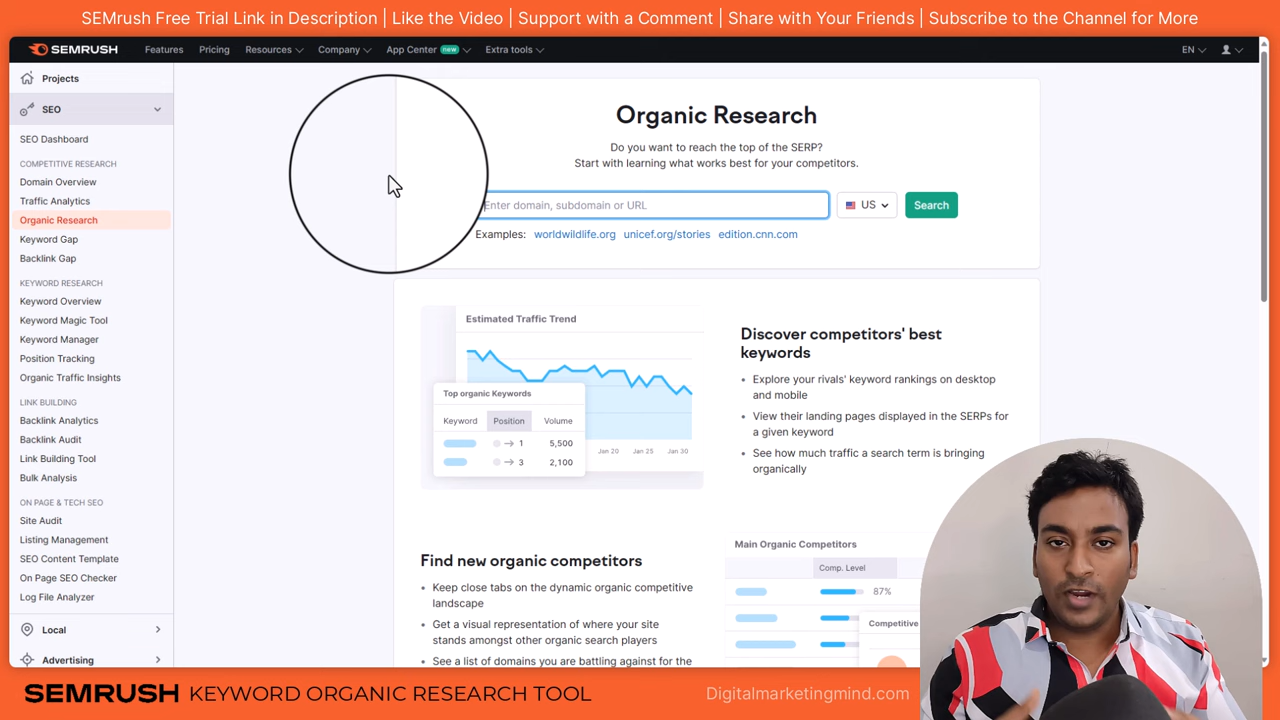 SEMrush Free Trial Link in Description | Like the Video | Support with a Comment | Share with Your Friends | Subscribe to the Channel for More
SEMRUSH
Features
Pricing
Resources
Company
App Center new
Extra tools
EN
Projects
SEO
SEO Dashboard
COMPETITIVE RESEARCH
Domain Overview
Traffic Analytics
Organic Research
Keyword Gap
Backlink Gap
KEYWORD RESEARCH
Keyword Overview
Keyword Magic Tool
Keyword Manager
Position Tracking
Organic Traffic Insights
LINK BUILDING
Backlink Analytics
Backlink Audit
Link Building Tool
Bulk Analysis
ON PAGE & TECH SEO
Site Audit
Listing Management
SEO Content Template
On Page SEO Checker
Log File Analyzer
Local
Advertising
Organic Research
Do you want to reach the top of the SERP?
Start with learning what works best for your competitors.
Enter domain, subdomain or URL
US
Search
Examples: worldwildlife.org unicef.org/stories edition.cnn.com
Estimated Traffic Trend
Top organic Keywords
Keyword Position Volume
1 5,500
3 2,100
Jan 20 Jan 25 Jan 30
Discover competitors' best
keywords
• Explore your rivals' keyword rankings on desktop
and mobile
• View their landing pages displayed in the SERPs for
a given keyword
• See how much traffic a search term is bringing
organically
Find new organic competitors
• Keep close tabs on the dynamic organic competitive
landscape
• Get a visual representation of where your site
stands amongst other organic search players
• See a list of domains you are battling against for the
Main Organic Competitors
Comp. Level
87%
Competitive
SEMRUSH KEYWORD ORGANIC RESEARCH TOOL
Digitalmarketingmind.com